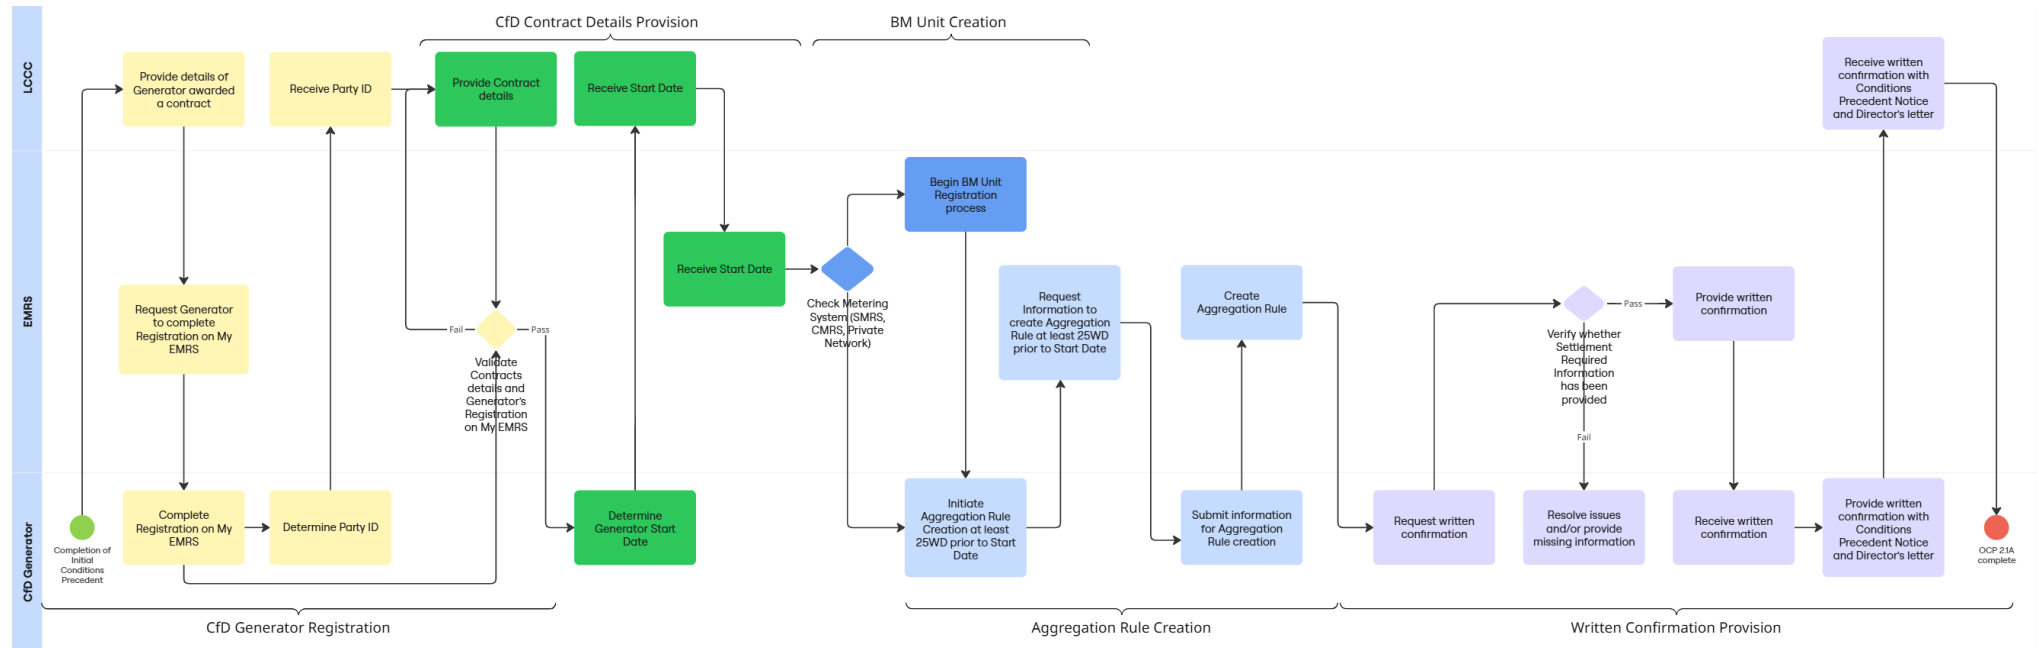 CfD Contract Details Provision
BM Unit Creation
LCCC
Provide details of
Generator awarded
a contract
Receive Party ID
Provide Contract
details
Receive Start Date
Receive written
confirmation with
Conditions
Precedent Notice
and Director's letter
EMRS
Request Generator
to complete
Registration on My
EMRS
Fail
Pass
Validate
Contracts
details and
Generator's
Registration
on My EMRS
Receive Start Date
Check Metering
System (SMRS,
CMRS, Private
Network)
Begin BM Unit
Registration
process
Request
Information to
create Aggregation
Rule at least 25WD
prior to Start Date
Create
Aggregation Rule
Verify whether
Settlement
Required
Information
has been
provided
Pass
Fail
Provide written
confirmation
CfD Generator
Completion of
Initial
Conditions
Precedent
Complete
Registration on My
EMRS
Determine Party ID
Determine
Generator Start
Date
Initiate
Aggregation Rule
Creation at least
25WD prior to Start
Date
Submit information
for Aggregation
Rule creation
Request written
confirmation
Resolve issues
and/or provide
missing information
Receive written
confirmation
Provide written
confirmation with
Conditions
Precedent Notice
and Director's letter
OCP 2.1A
complete
CfD Generator Registration
Aggregation Rule Creation
Written Confirmation Provision